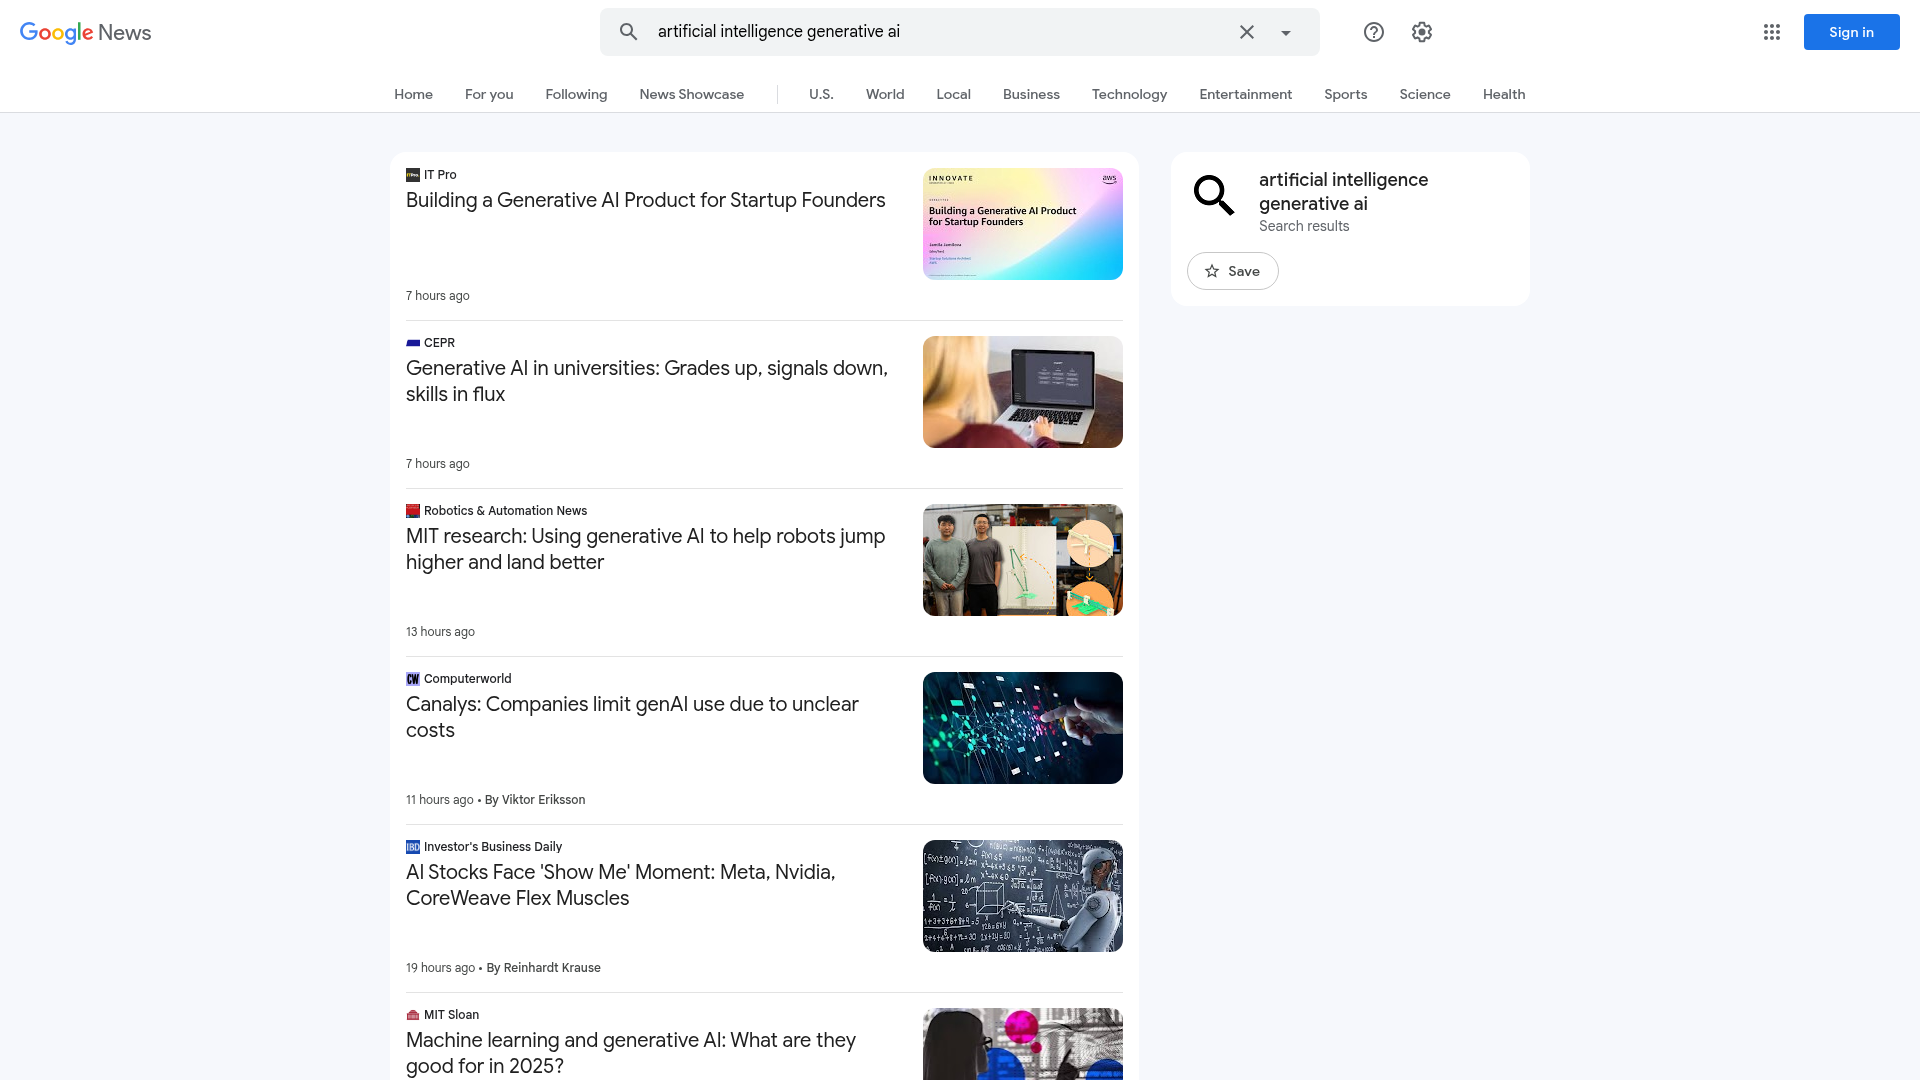 Google News
artificial intelligence generative ai
Sign in
Home For you Following News Showcase U.S. World Local Business Technology Entertainment Sports Science Health
IT Pro
Building a Generative AI Product for Startup Founders
INNOVATE
aws
Building a Generative AI Product
for Startup Founders
7 hours ago
artificial intelligence
generative ai
Search results
Save
CEPR
Generative AI in universities: Grades up, signals down,
skills in flux
7 hours ago
Robotics & Automation News
MIT research: Using generative AI to help robots jump
higher and land better
13 hours ago
CW Computerworld
Canalys: Companies limit genAI use due to unclear
costs
11 hours ago • By Viktor Eriksson
IBD Investor's Business Daily
AI Stocks Face 'Show Me' Moment: Meta, Nvidia,
CoreWeave Flex Muscles
19 hours ago • By Reinhardt Krause
MIT Sloan
Machine learning and generative AI: What are they
good for in 2025?